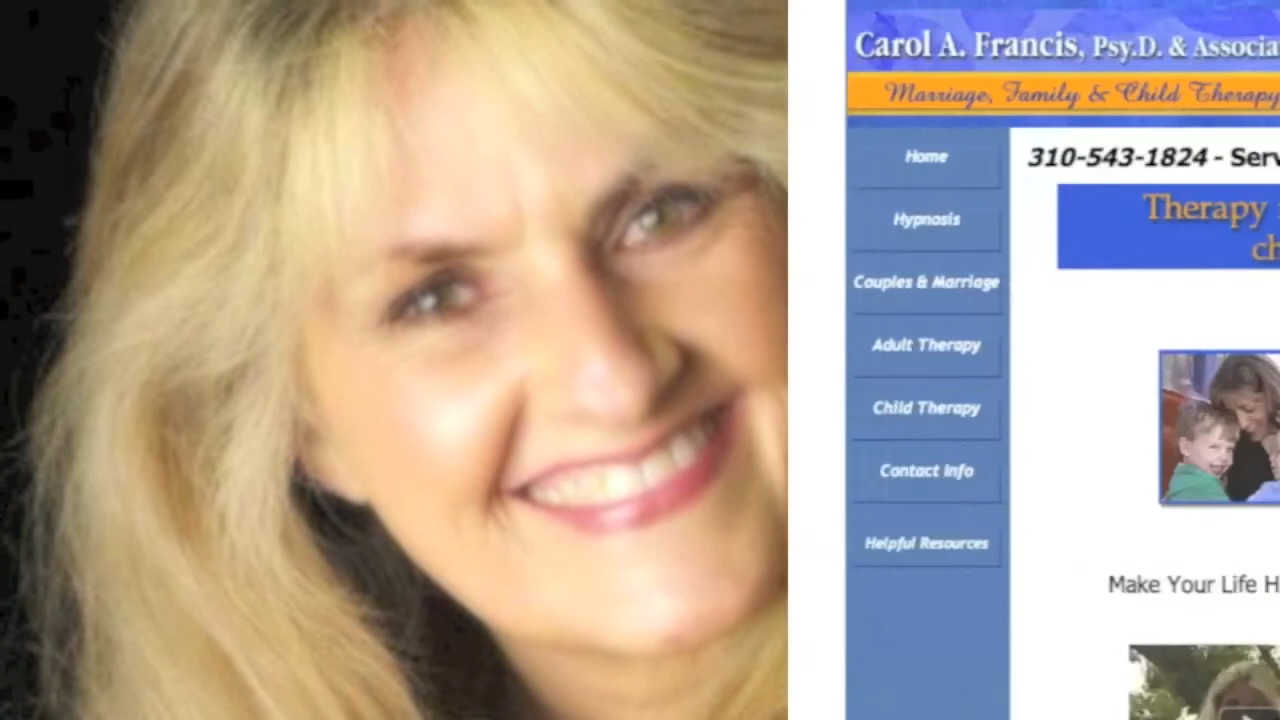 Carol A. Francis, Psy.D. & Associa
Marriage, Family & Child Therapy
Home
Hypnosis
Couples & Marriage
Adult Therapy
Child Therapy
Contact Info
Helpful Resources
310-543-1824 - Serv
Therapy
ch
Make Your Life H